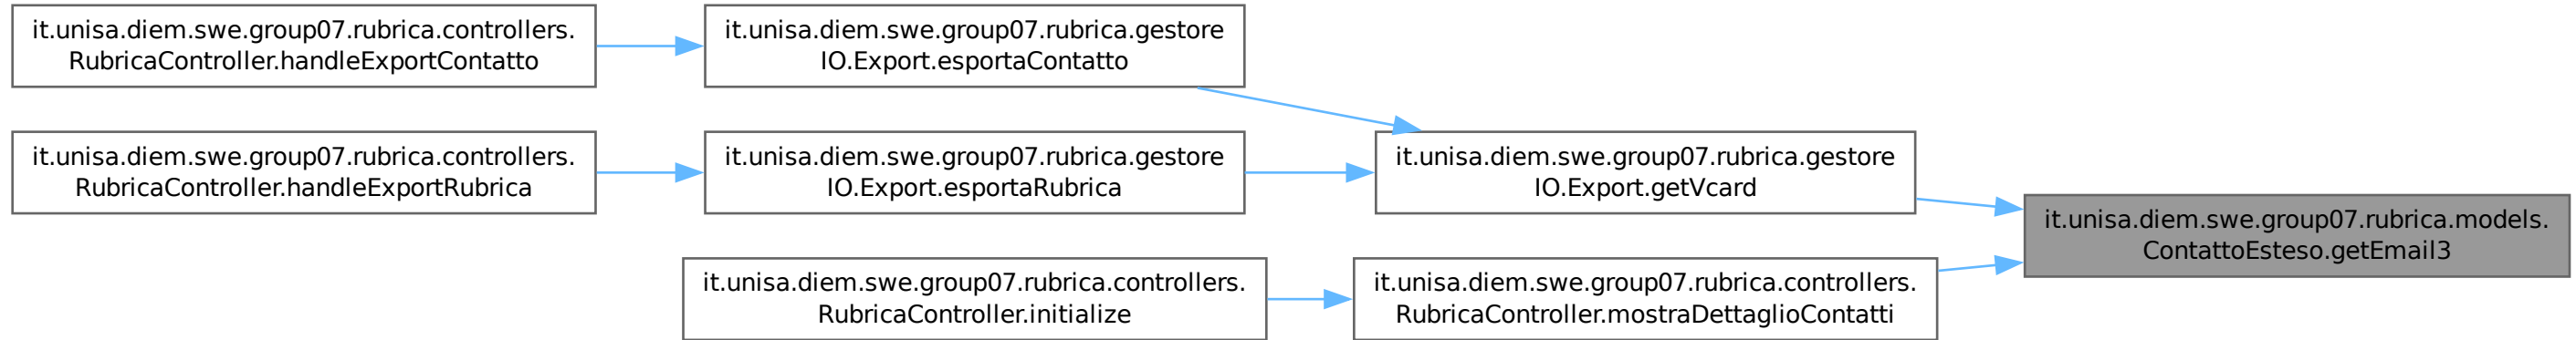 it.unisa.diem.swe.group07.rubrica.controllers.
RubricaController.handleExportContatto
it.unisa.diem.swe.group07.rubrica.gestore
IO.Export.esportaContatto
it.unisa.diem.swe.group07.rubrica.controllers.
RubricaController.handleExportRubrica
it.unisa.diem.swe.group07.rubrica.gestore
IO.Export.esportaRubrica
it.unisa.diem.swe.group07.rubrica.gestore
IO.Export.getVcard
it.unisa.diem.swe.group07.rubrica.models.
ContattoEsteso.getEmail3
it.unisa.diem.swe.group07.rubrica.controllers.
RubricaController.initialize
it.unisa.diem.swe.group07.rubrica.controllers.
RubricaController.mostraDettaglioContatti